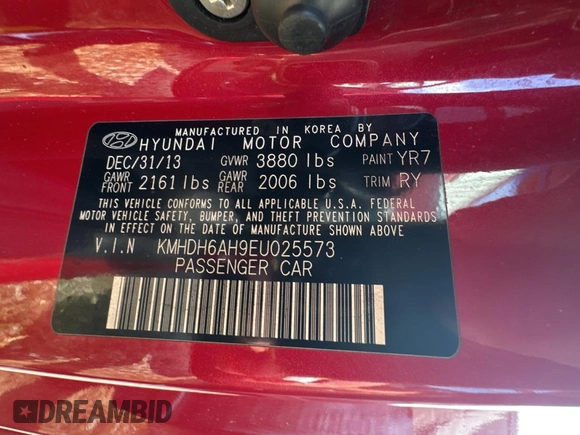 MANUFACTURED IN KOREA BY
HYUNDAI MOTOR COMPANY
DEC/31/13 GVWR 3880 lbs PAINT YR7
GAWR FRONT 2161 lbs GAWR REAR 2006 lbs TRIM RY
THIS VEHICLE CONFORMS TO ALL APPLICABLE U.S.A. FEDERAL
MOTOR VEHICLE SAFETY, BUMPER, AND THEFT PREVENTION STANDARDS
IN EFFECT ON THE DATE OF MANUFACTURE SHOWN ABOVE
V.I.N KMHDH6AH9EU025573
PASSENGER CAR
DREAMBID